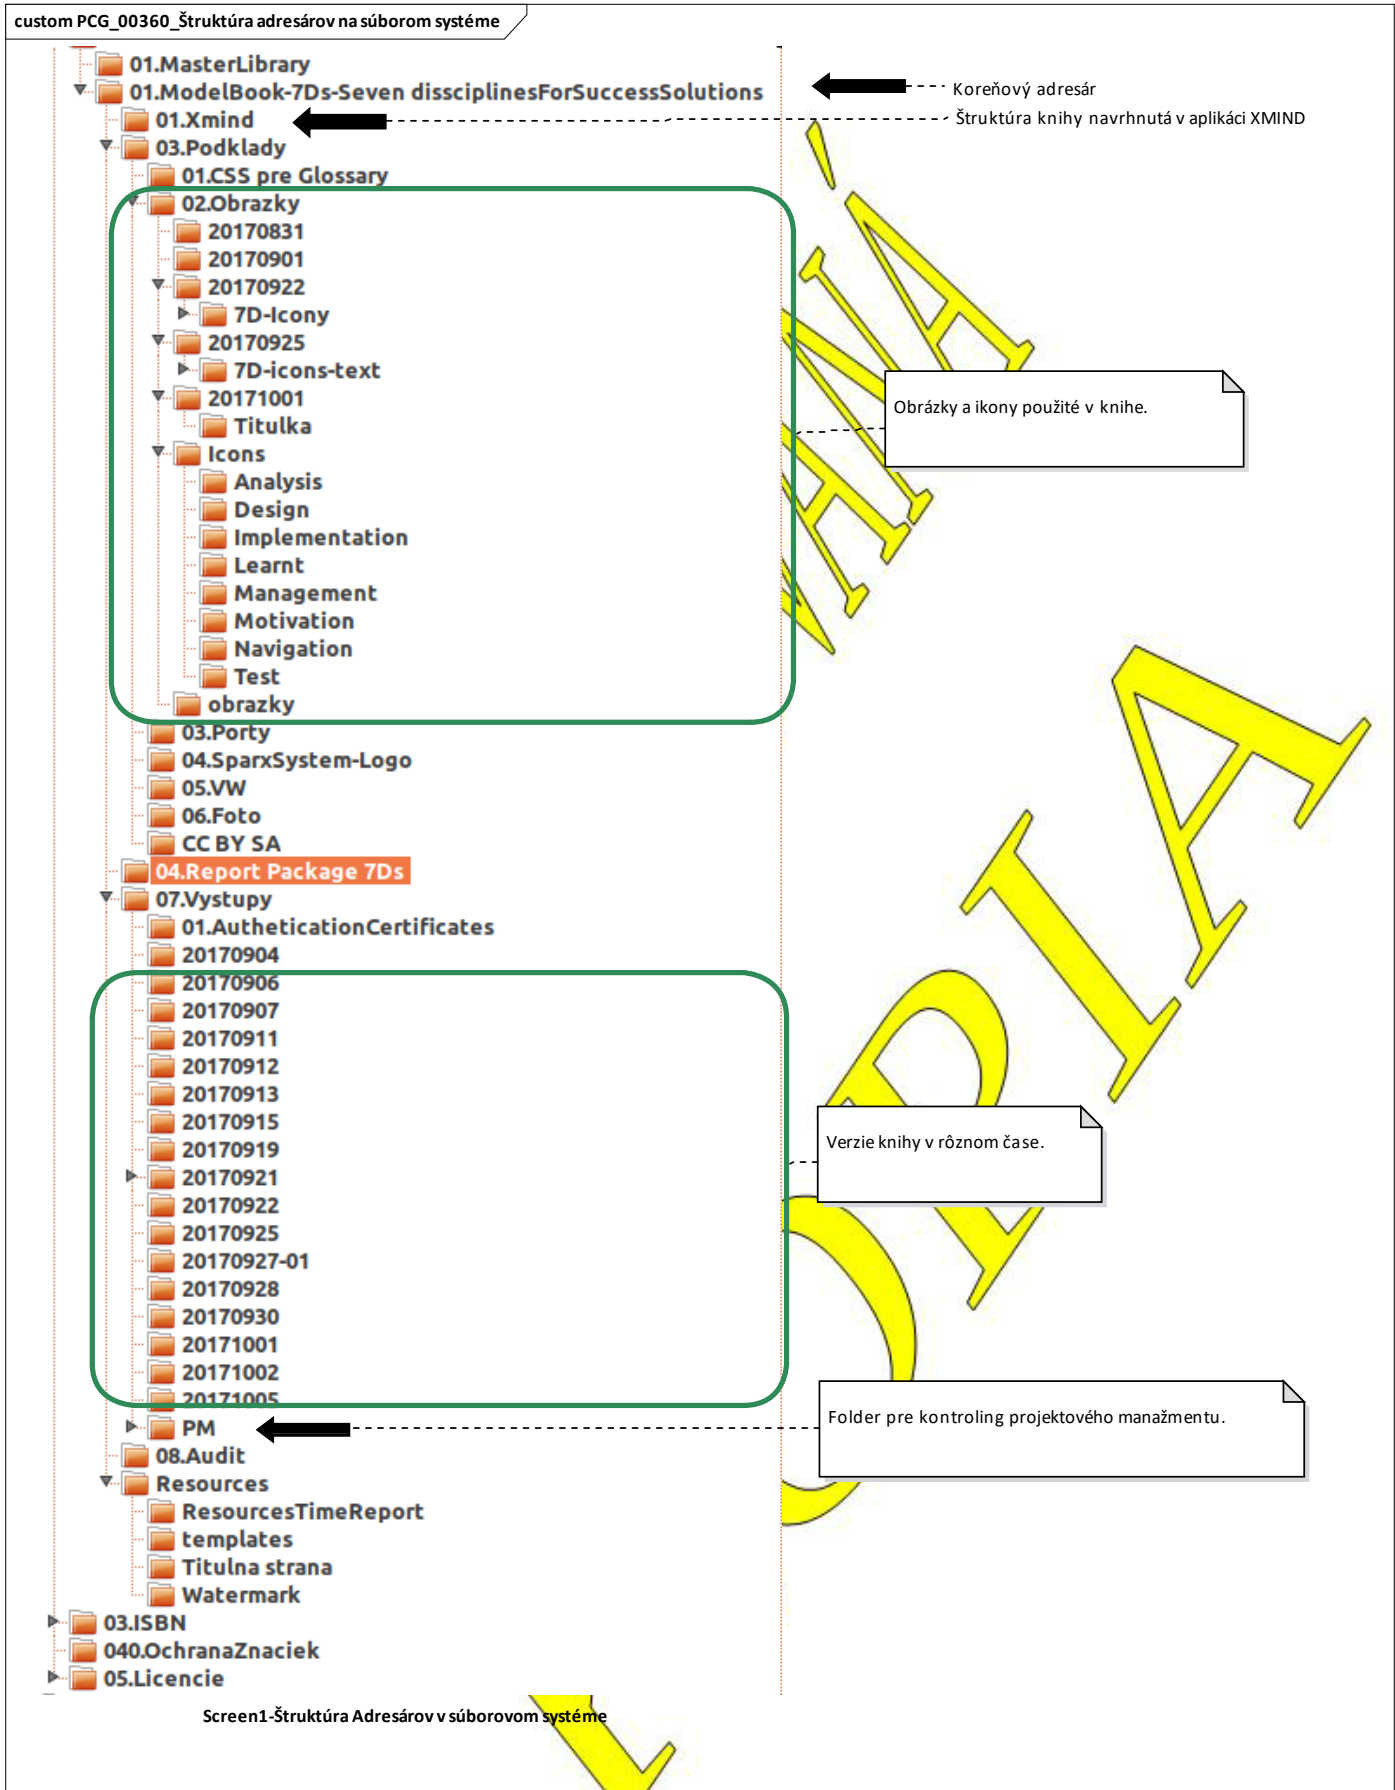 custom PCG_00360_Štruktúra adresárov na súborom systéme
01.MasterLibrary
01.ModelBook-7Ds-Seven dissciplinesForSuccessSolutions
Koreňový adresár
01.Xmind
Štruktúra knihy navrhnutá v aplikáci XMIND
03.Podklady
01.CSS pre Glossary
02.Obrazky
20170831
20170901
20170922
7D-Icony
20170925
7D-icons-text
20171001
Obrázky a ikony použité v knihe.
Titulka
Icons
Analysis
Design
Implementation
Learnt
Management
Motivation
Navigation
Test
obrazky
03.Porty
04.SparxSystem-Logo
05.VW
06.Foto
CC BY SA
04.Report Package 7Ds
07.Vystupy
01.AutheticationCertificates
20170904
20170906
20170907
20170911
20170912
20170913
20170915
Verzie knihy v rôznom čase.
20170919
20170921
20170922
20170925
20170927-01
20170928
20170930
20171001
20171002
20171005
Folder pre kontroling projektového manažmentu.
PM
08.Audit
Resources
ResourcesTimeReport
templates
Titulna strana
Watermark
03.ISBN
040.OchranaZnaciek
05.Licencie
Screen1-Štruktúra Adresárov v súborovom systéme